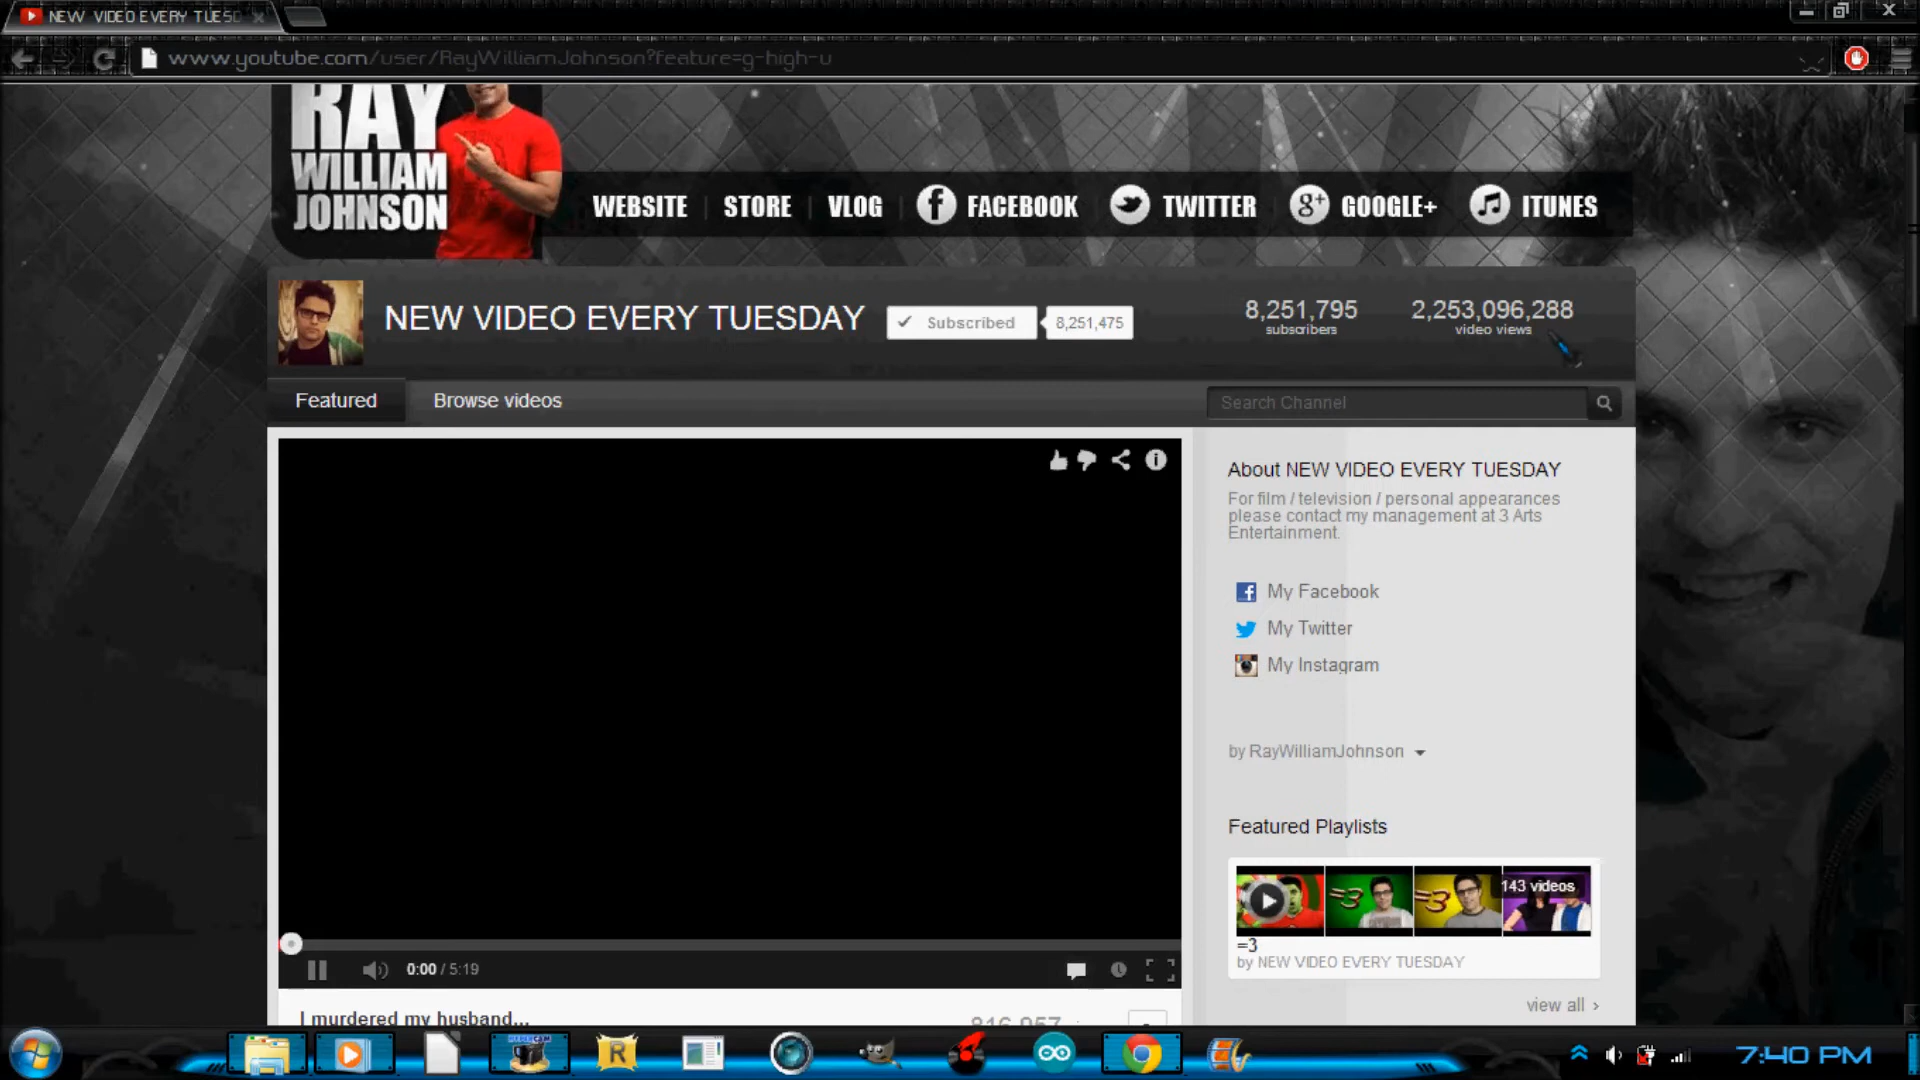 NEW VIDEO EVERY TUESD
www.youtube.com/user/RayWilliamJohnson?feature=g-high-u
RAY
WILLIAM
JOHNSON
WEBSITE
STORE
VLOG
FACEBOOK
TWITTER
GOOGLE+
ITUNES
NEW VIDEO EVERY TUESDAY
Subscribed
8,251,475
8,251,795
subscribers
2,253,096,288
video views
Featured
Browse videos
Search Channel
About NEW VIDEO EVERY TUESDAY
For film / television / personal appearances
please contact my management at 3 Arts
Entertainment.
My Facebook
My Twitter
My Instagram
by RayWilliamJohnson
Featured Playlists
=3
=3
143 videos
=3
by NEW VIDEO EVERY TUESDAY
view all ›
0:00 / 5:19
I murdered my husband...
816,957
7:40 PM